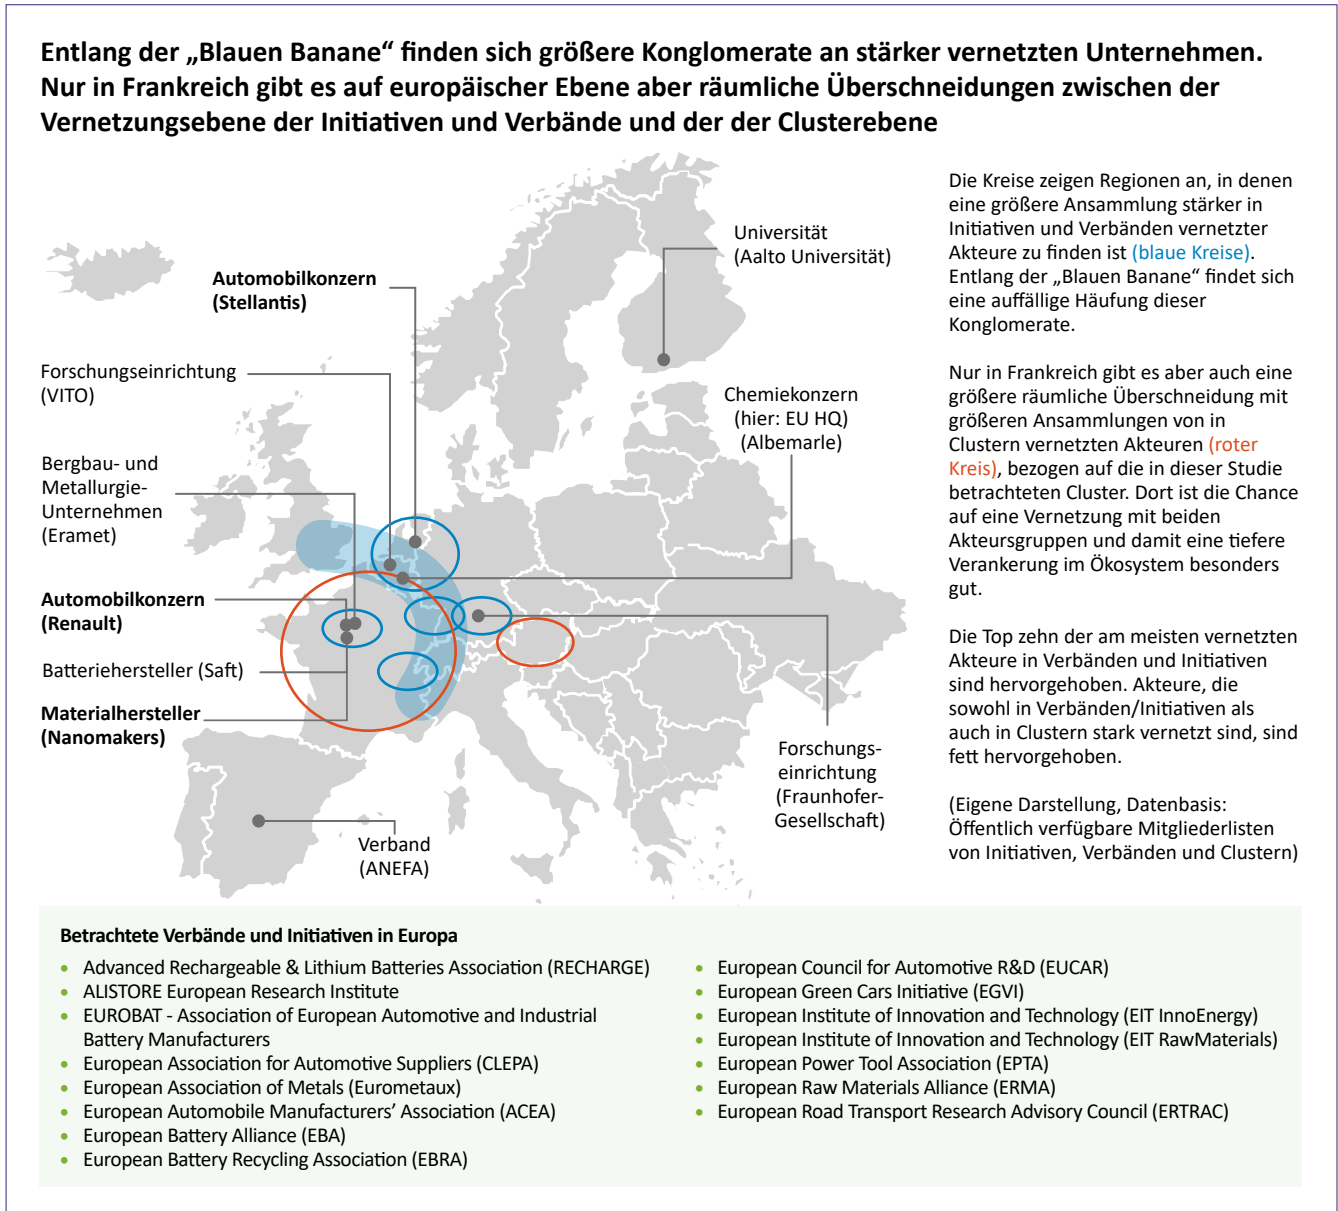 Entlang der „Blauen Banane“ finden sich größere Konglomerate an stärker vernetzten Unternehmen.
Nur in Frankreich gibt es auf europäischer Ebene aber räumliche Überschneidungen zwischen der
Vernetzungsebene der Initiativen und Verbände und der der Clusterebene
Universität
(Aalto Universität)
Automobilkonzern
(Stellantis)
Forschungseinrichtung
(VITO)
Chemiekonzern
(hier: EU HQ)
(Albemarle)
Bergbau- und
Metallurgie-
Unternehmen
(Eramet)
Automobilkonzern
(Renault)
Batteriehersteller (Saft)
Materialhersteller
(Nanomakers)
Forschungs-
einrichtung
(Fraunhofer-
Gesellschaft)
Verband
(ANEFA)
Die Kreise zeigen Regionen an, in denen
eine größere Ansammlung stärker in
Initiativen und Verbänden vernetzter
Akteure zu finden ist (blaue Kreise).
Entlang der „Blauen Banane“ findet sich
eine auffällige Häufung dieser
Konglomerate.
Nur in Frankreich gibt es aber auch eine
größere räumliche Überschneidung mit
größeren Ansammlungen von in
Clustern vernetzten Akteuren (roter
Kreis), bezogen auf die in dieser Studie
betrachteten Cluster. Dort ist die Chance
auf eine Vernetzung mit beiden
Akteursgruppen und damit eine tiefere
Verankerung im Ökosystem besonders
gut.
Die Top zehn der am meisten vernetzten
Akteure in Verbänden und Initiativen
sind hervorgehoben. Akteure, die
sowohl in Verbänden/Initiativen als
auch in Clustern stark vernetzt sind, sind
fett hervorgehoben.
(Eigene Darstellung, Datenbasis:
Öffentlich verfügbare Mitgliederlisten
von Initiativen, Verbänden und Clustern)
Betrachtete Verbände und Initiativen in Europa
• Advanced Rechargeable & Lithium Batteries Association (RECHARGE)
• ALISTORE European Research Institute
• EUROBAT - Association of European Automotive and Industrial
Battery Manufacturers
• European Association for Automotive Suppliers (CLEPA)
• European Association of Metals (Eurometaux)
• European Automobile Manufacturers’ Association (ACEA)
• European Battery Alliance (EBA)
• European Battery Recycling Association (EBRA)
• European Council for Automotive R&D (EUCAR)
• European Green Cars Initiative (EGVI)
• European Institute of Innovation and Technology (EIT InnoEnergy)
• European Institute of Innovation and Technology (EIT RawMaterials)
• European Power Tool Association (EPTA)
• European Raw Materials Alliance (ERMA)
• European Road Transport Research Advisory Council (ERTRAC)